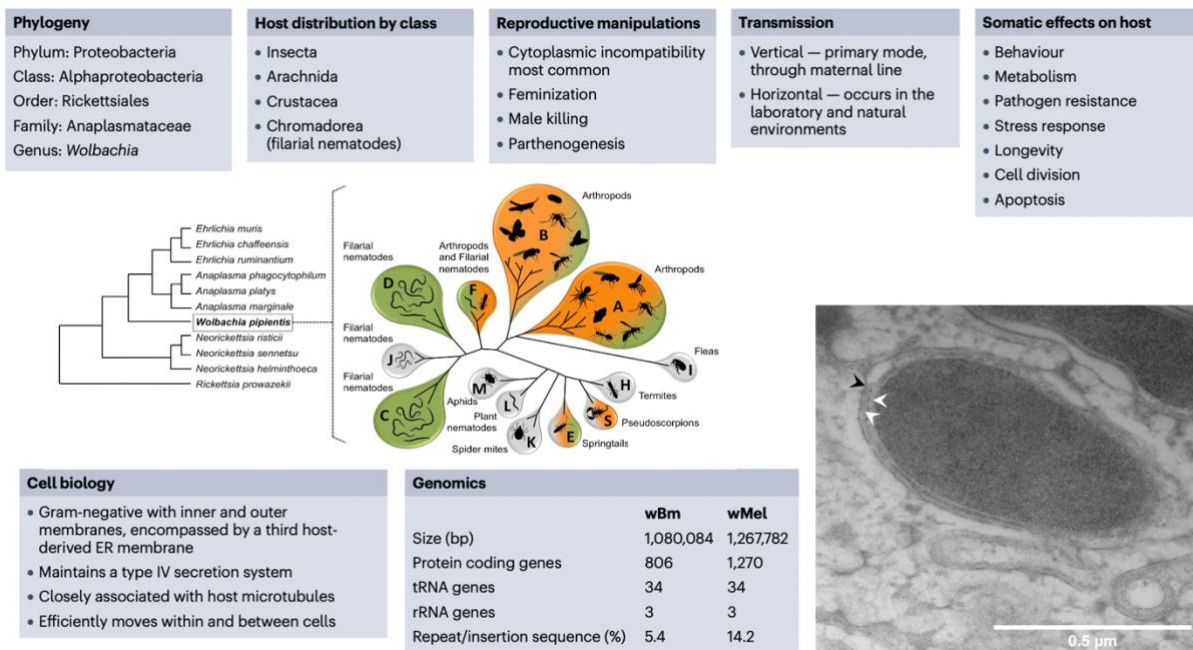 Phylogeny
Phylum: Proteobacteria
Class: Alphaproteobacteria
Order: Rickettsiales
Family: Anaplasmataceae
Genus: Wolbachia
Host distribution by class
• Insecta
• Arachnida
• Crustacea
• Chromadorea
(filarial nematodes)
Reproductive manipulations
• Cytoplasmic incompatibility
most common
• Feminization
• Male killing
• Parthenogenesis
Transmission
• Vertical — primary mode,
through maternal line
• Horizontal — occurs in the
laboratory and natural
environments
Somatic effects on host
• Behaviour
• Metabolism
• Pathogen resistance
• Stress response
• Longevity
• Cell division
• Apoptosis
Ehrlichia muris
Ehrlichia chaffeensis
Ehrlichia ruminantium
Anaplasma phagocytophilum
Anaplasma platys
Anaplasma marginale
Wolbachia pipientis
Neorickettsia risticii
Neorickettsia sennetsu
Neorickettsia helminthoeca
Rickettsia prowazekii
Filarial
nematodes
D
Arthropods
and Filarial
nematodes
F
Arthropods
B
Arthropods
A
Filarial
nematodes
J
Filarial
nematodes
C
Aphids
M
Plant
nematodes
L
Spider mites
K
E
Springtails
S
Pseudoscorpions
H
Termites
Fleas
I
Cell biology
• Gram-negative with inner and outer
membranes, encompassed by a third host-
derived ER membrane
• Maintains a type IV secretion system
• Closely associated with host microtubules
• Efficiently moves within and between cells
Genomics
wBm wMel
Size (bp) 1,080,084 1,267,782
Protein coding genes 806 1,270
tRNA genes 34 34
rRNA genes 3 3
Repeat/insertion sequence (%) 5.4 14.2
0.5 µm